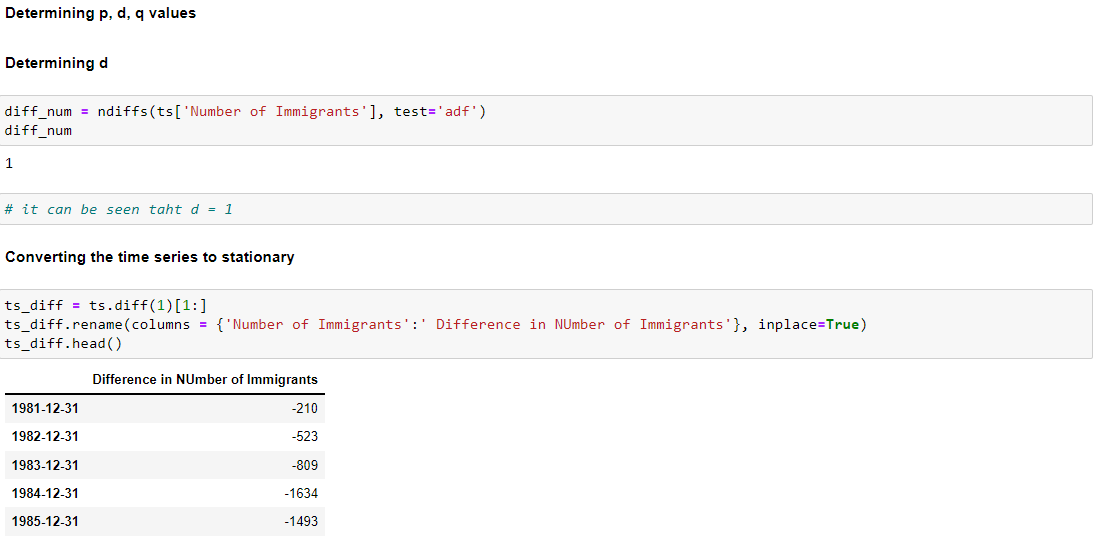 Determining p, d, q values
Determining d
diff_num = ndiffs(ts['Number of Immigrants'], test='adf')
diff_num
1
# it can be seen taht d = 1
Converting the time series to stationary
ts_diff = ts.diff(1)[1:]
ts_diff.rename(columns = {'Number of Immigrants':' Difference in NUmber of Immigrants'}, inplace=True)
ts_diff.head()
Difference in NUmber of Immigrants
1981-12-31 -210
1982-12-31 -523
1983-12-31 -809
1984-12-31 -1634
1985-12-31 -1493